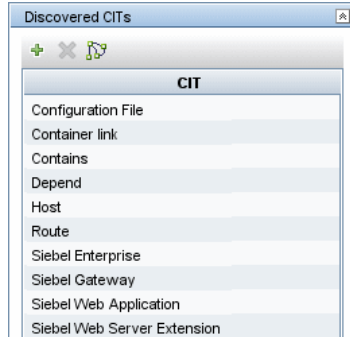 Discovered CITs
CIT
Configuration File
Container link
Contains
Depend
Host
Route
Siebel Enterprise
Siebel Gateway
Siebel Web Application
Siebel Web Server Extension